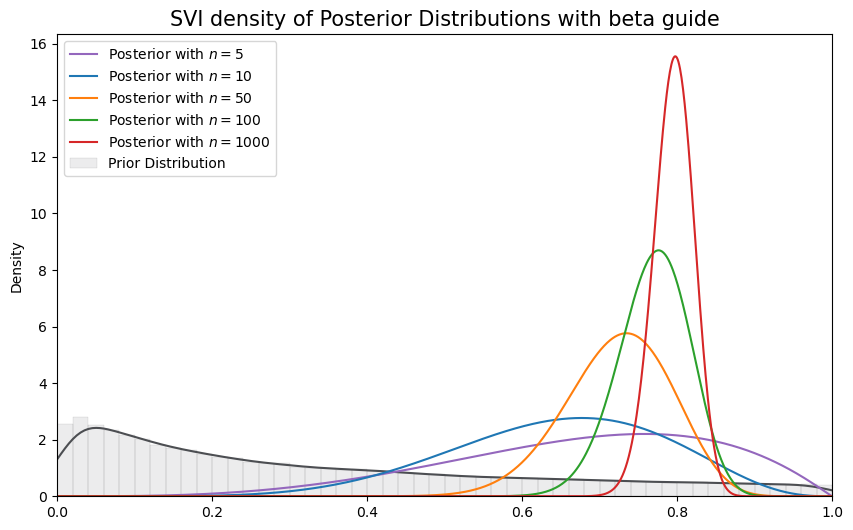 SVI density of Posterior Distributions with beta guide
16
14
12
10
8
6
4
2
0
Density
Posterior with n = 5
Posterior with n = 10
Posterior with n = 50
Posterior with n = 100
Posterior with n = 1000
Prior Distribution
0.0 0.2 0.4 0.6 0.8 1.0